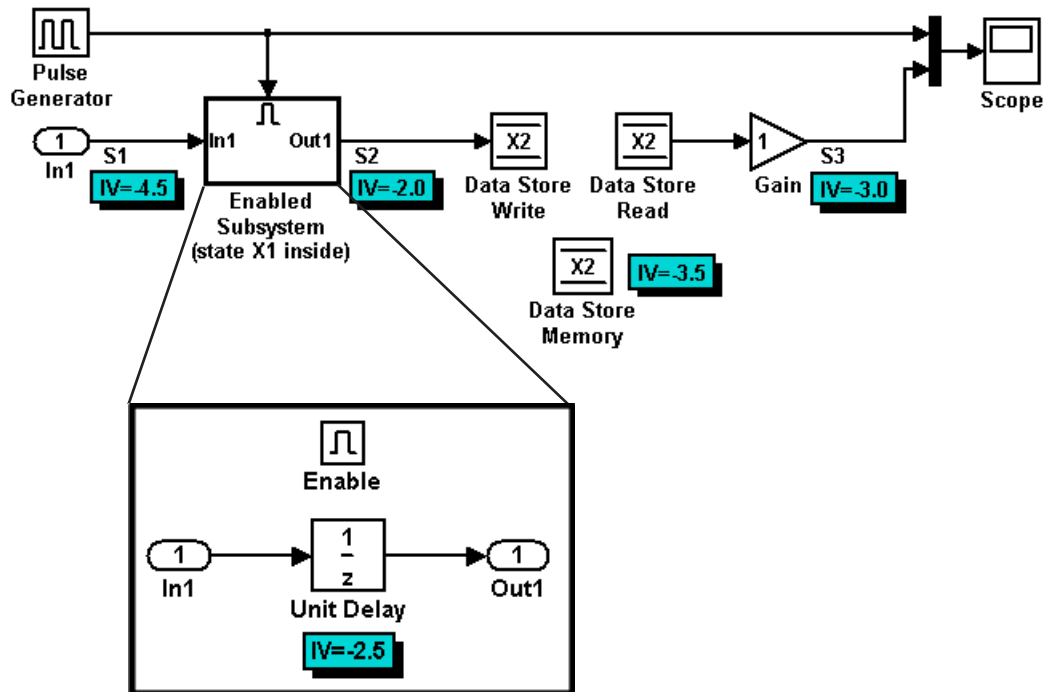 Pulse
Generator
1
In1
S1
IV=-4.5
In1
Out1
Enabled
Subsystem
(state X1 inside)
S2
IV=-2.0
X2
Data Store
Write
X2
Data Store
Read
1
Gain
S3
IV=-3.0
Scope
X2
Data Store
Memory
IV=-3.5
Enable
1
In1
1
z
Unit Delay
IV=-2.5
1
Out1